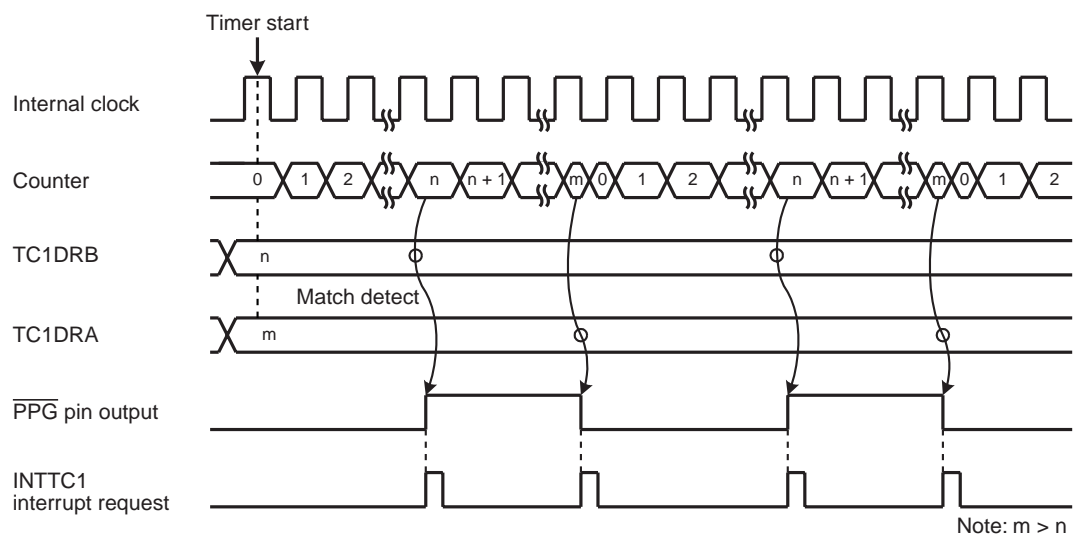 Timer start
Internal clock
Counter
0 1 2 n n + 1 m 0 1 2 n n + 1 m 0 1 2
TC1DRB
n
Match detect
TC1DRA
m
PPG pin output
INTTC1
interrupt request
Note: m > n